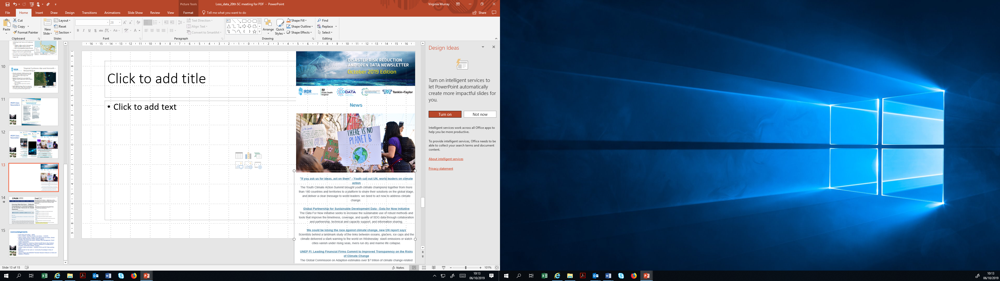 Picture Tools
Loss_data_20th SC meeting for PDF - PowerPoint
Virginia Murray
File Home Insert Draw Design Transitions Animations Slide Show Review View Format Tell me what you want to do
Share
Paste
Cut
Copy
Format Painter
Clipboard
New Slide
Layout
Reset
Section
Slides
28
Font
Text Direction
Align Text
Convert to SmartArt
Paragraph
Arrange
Quick Styles
Shape Fill
Shape Outline
Shape Effects
Drawing
Find
Replace
Select
Editing
10
IRDR
Tropical Cyclones Idai and Kenneth –
Mozambique
11
IRDR Data
Newsletters
12
IRDR Data
Newsletters
13
14
PLOS
15
Acknowledgements
Click to add title
• Click to add text
DISASTER RISK REDUCTION
AND OPEN DATA NEWSLETTER
October 2019 Edition
IRDR
Public Health
England
CODATA
Tonkin+Taylor
News
THERE IS NO
PLANET B
"If you ask us for ideas, act on them" - Youth call out UN, world leaders on climate
action
The Youth Climate Action Summit brought youth climate champions together from more
than 140 countries and territories to a platform to share their solutions on the global stage,
and deliver a clear message to world leaders: we need to act now to address climate
change.
Global Partnership for Sustainable Development Data - Data for Now Initiative
The Data For Now initiative seeks to increase the sustainable use of robust methods and
tools that improve the timeliness, coverage, and quality of SDG data through collaboration
and partnership, technical and capacity support, and information sharing
We could be losing the race against climate change, new UN report says
Scientists behind a landmark study of the links between oceans, glaciers, ice caps and the
climate delivered a stark warning to the world on Wednesday: slash emissions or watch
cities vanish under rising seas, rivers run dry and marine life collapse.
UNEP FI: Leading Financial Firms Commit to Improved Transparency on the Risks
of Climate Change
The Global Commission on Adaption estimates over $7 trillion of climate change-related
Design Ideas
Turn on intelligent services to
let PowerPoint automatically
create more impactful slides for
you.
Turn on
Not now
Intelligent services work across all Office apps to
help you be more productive.
To provide intelligent services, Office needs to be
able to collect your search terms and document
content.
About intelligent services
Privacy statement
Slide 13 of 15
Notes
101%
10:13
06/10/2019
10:13
06/10/2019